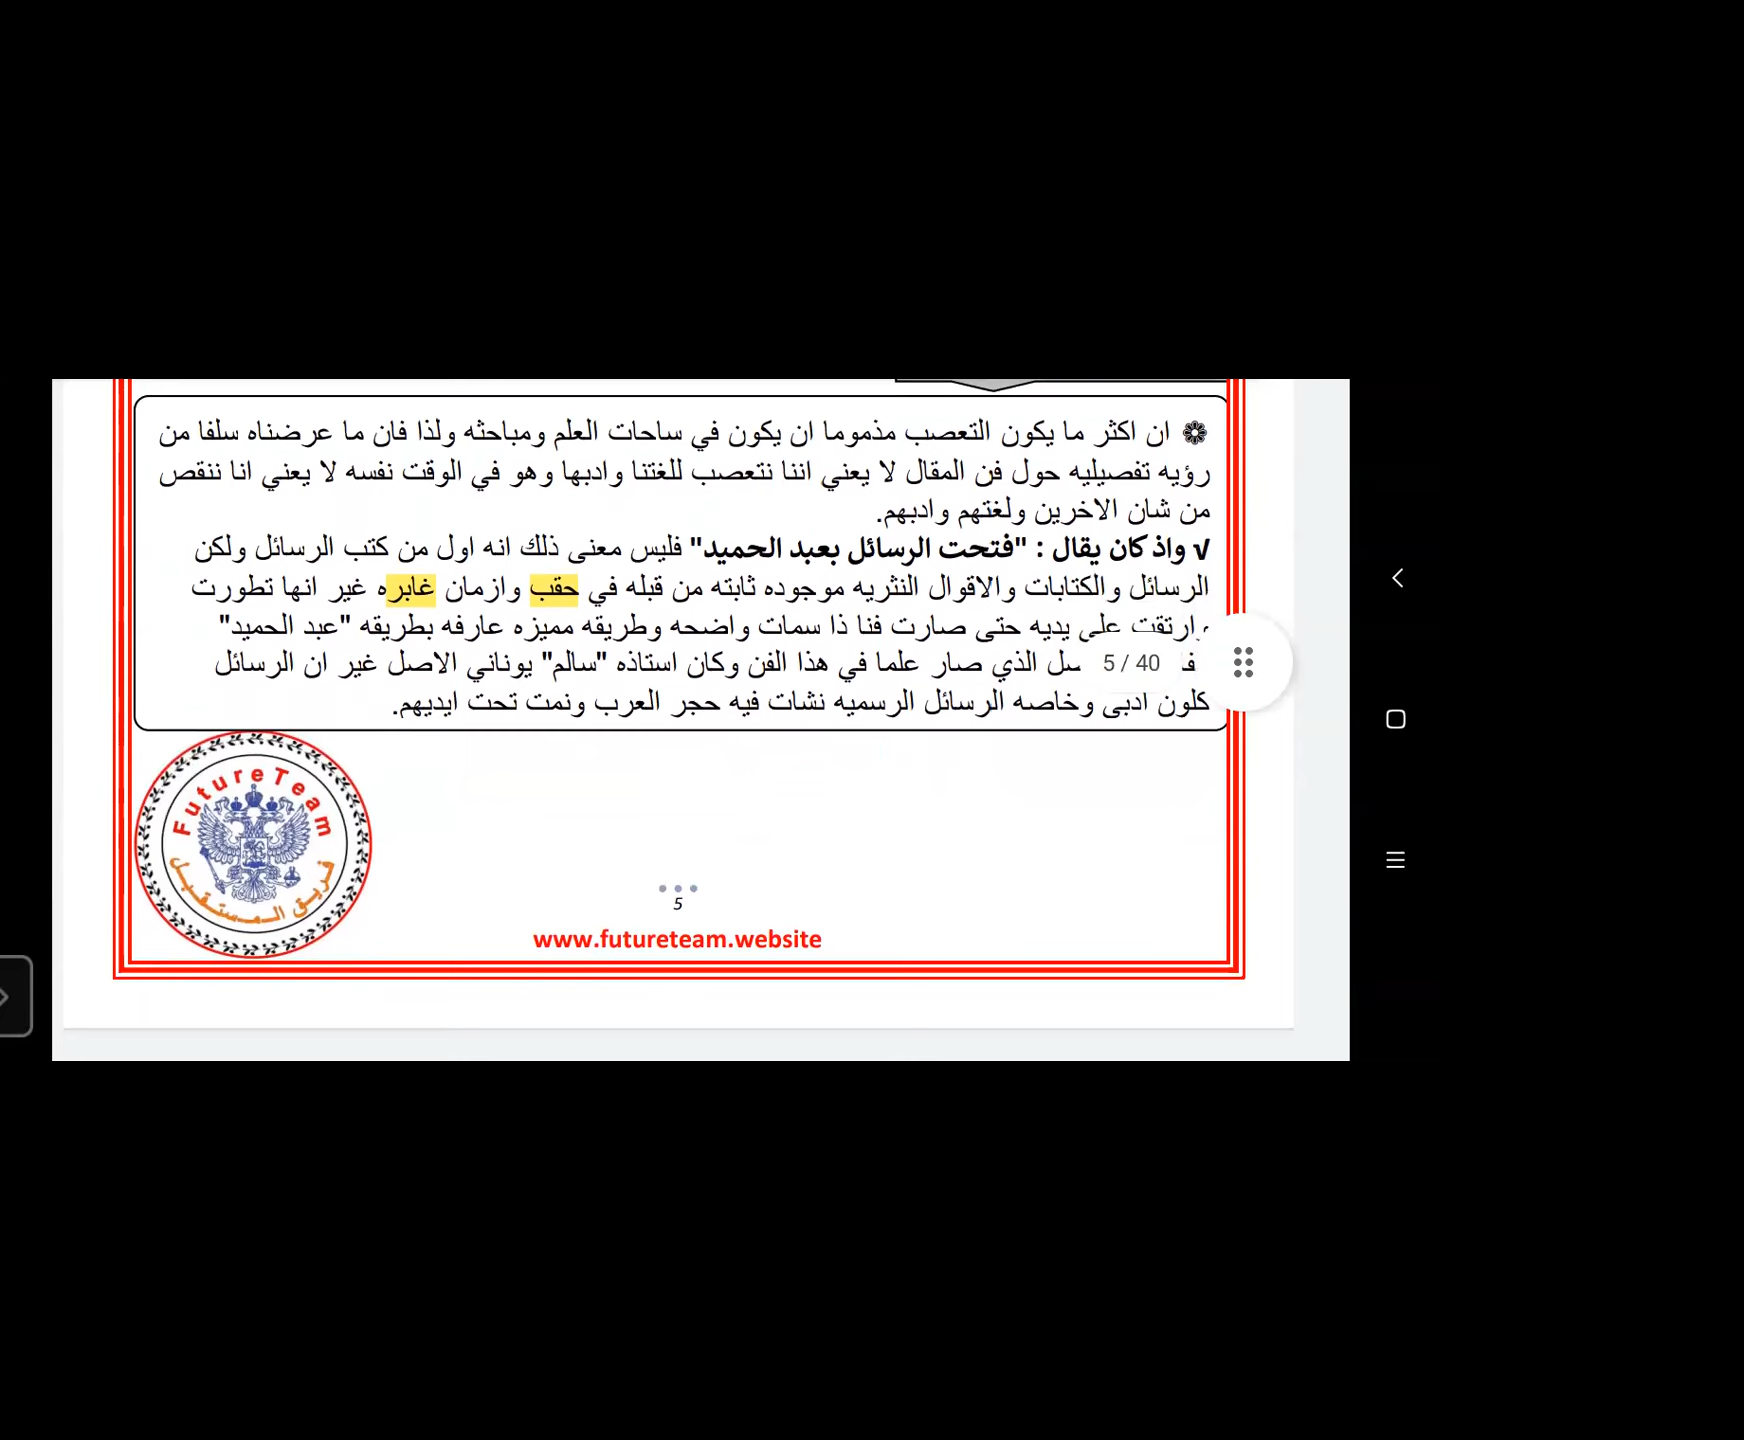 ❁ ان اكثر ما يكون التعصب مذموما ان يكون في ساحات العلم ومباحثه ولذا فان ما عرضناه سلفا من
رؤيه تفصيليه حول فن المقال لا يعني اننا نتعصب للغتنا وادبها وهو في الوقت نفسه لا يعني انا ننقص
من شان الاخرين ولغتهم وادبهم.
√ واذ كان يقال : "فتحت الرسائل بعبد الحميد" فليس معنى ذلك انه اول من كتب الرسائل ولكن
الرسائل والكتابات والاقوال النثريه موجوده ثابته من قبله في حقب وازمان غابره غير انها تطورت
وارتقت على يديه حتى صارت فنا ذا سمات واضحه وطريقه مميزه عارفه بطريقه "عبد الحميد"
الذي صار علما في هذا الفن وكان استاذه "سالم" يوناني الاصل غير ان الرسائل
5 / 40
كلون ادبى وخاصه الرسائل الرسميه نشات فيه حجر العرب ونمت تحت ايديهم.
FutureTeam
فريق المستقبل
5
www.futureteam.website